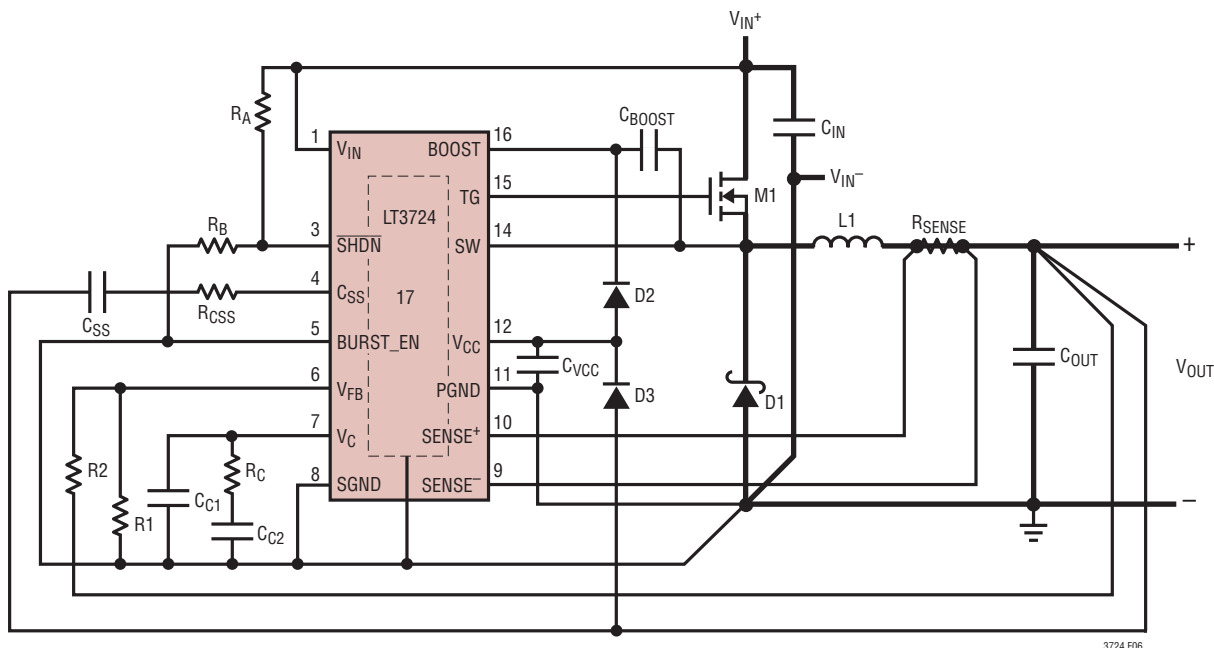 VIN+
RA
CBOOST
CIN
1
VIN
BOOST
16
VIN–
15
TG
M1
LT3724
RB
3
SHDN
SW
14
L1
RSENSE
+
4
CSS
17
D2
CSS
RCSS
5
BURST_EN
VCC
12
CVCC
COUT
VOUT
6
VFB
PGND
11
D3
D1
7
VC
SENSE+
10
R2
RC
8
SGND
SENSE–
9
R1
CC1
CC2
–
3724 F06